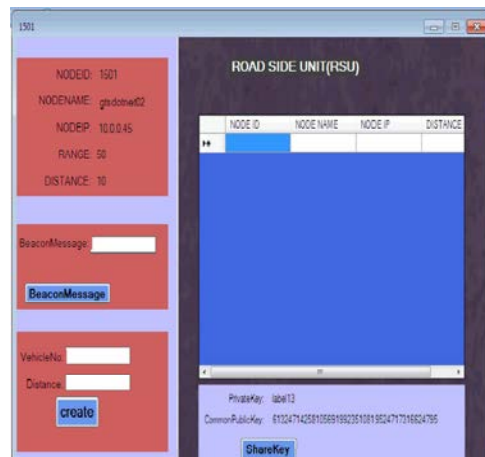 1501
NODEID: 1501
NODENAME: gtsdotnet02
NODEIP: 10.0.0.45
RANGE: 50
DISTANCE: 10
BeaconMessage:
BeaconMessage
VehicleNo:
Distance:
create
ROAD SIDE UNIT(RSU)
NODE ID NODE NAME NODE IP DISTANCE
PrivateKey: label13
CommonPublicKey:
ShareKey